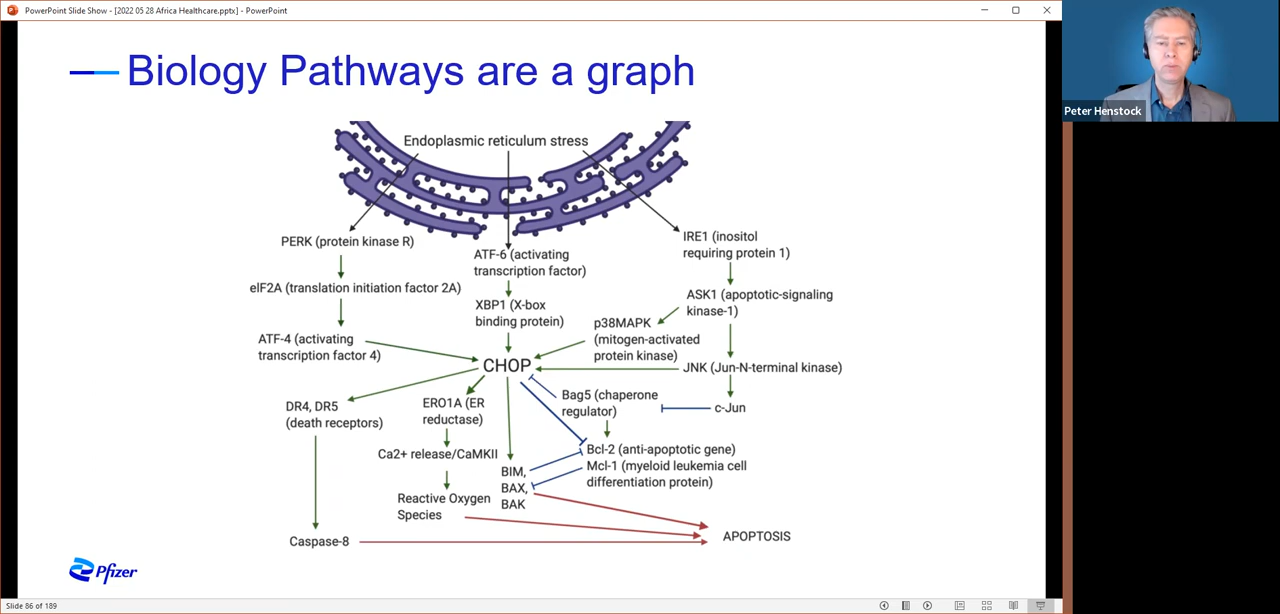 PowerPoint Slide Show - [2022 05 28 Africa Healthcare.pptx] - PowerPoint
Biology Pathways are a graph
Peter Henstock
Endoplasmic reticulum stress
PERK (protein kinase R)
eIF2A (translation initiation factor 2A)
ATF-4 (activating
transcription factor 4)
ATF-6 (activating
transcription factor)
XBP1 (X-box
binding protein)
IRE1 (inositol
requiring protein 1)
ASK1 (apoptotic-signaling
kinase-1)
p38MAPK
(mitogen-activated
protein kinase)
JNK (Jun-N-terminal kinase)
CHOP
c-Jun
Bag5 (chaperone
regulator)
DR4, DR5
(death receptors)
ERO1A (ER
reductase)
Ca2+ release/CaMKII
Reactive Oxygen
Species
BIM,
BAX,
BAK
Bcl-2 (anti-apoptotic gene)
Mcl-1 (myeloid leukemia cell
differentiation protein)
Caspase-8
APOPTOSIS
Pfizer
Slide 86 of 189